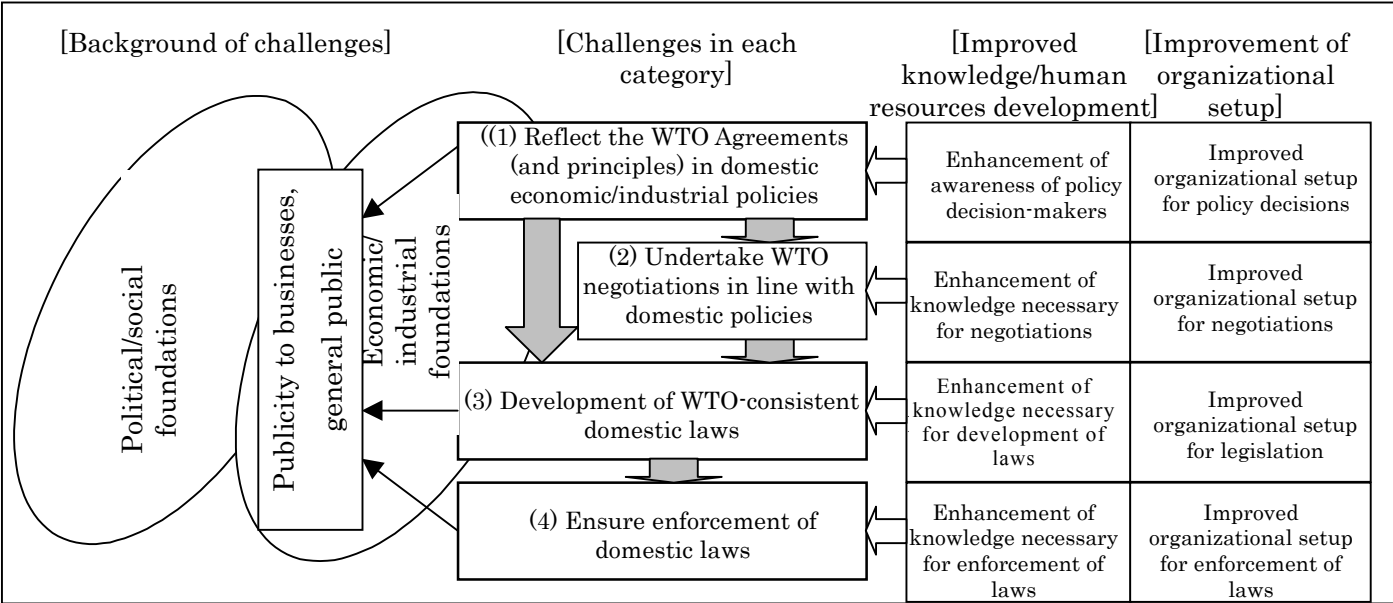 [Background of challenges]
[Challenges in each
category]
[Improved
knowledge/human
resources development]
[Improvement of
organizational
setup]
Political/social
foundations
Publicity to businesses,
general public
Economic/
industrial
foundations
((1) Reflect the WTO Agreements
(and principles) in domestic
economic/industrial policies
Enhancement of
awareness of policy
decision-makers
Improved
organizational setup
for policy decisions
(2) Undertake WTO
negotiations in line with
domestic policies
Enhancement of
knowledge necessary
for negotiations
Improved
organizational setup
for negotiations
(3) Development of WTO-consistent
domestic laws
Enhancement of
knowledge necessary
for development of
laws
Improved
organizational setup
for legislation
(4) Ensure enforcement of
domestic laws
Enhancement of
knowledge necessary
for enforcement of
laws
Improved
organizational setup for
enforcement of
laws